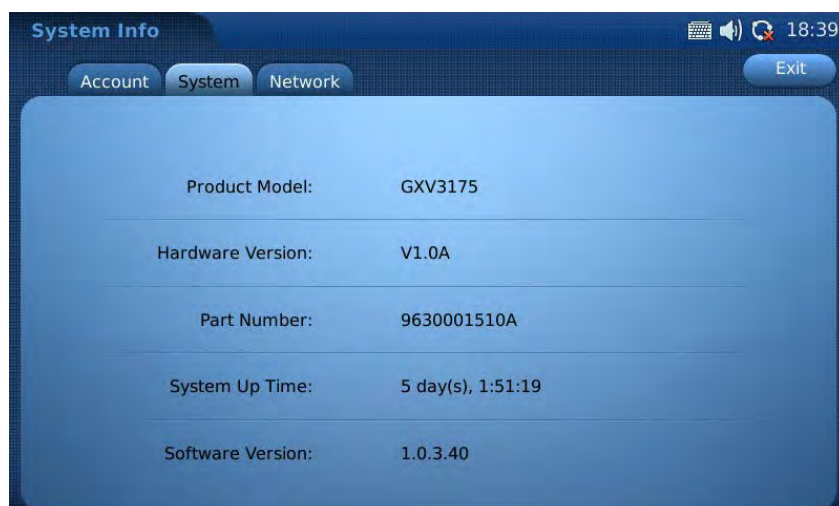 System Info 18:39
Account System Network Exit
Product Model: GXV3175
Hardware Version: V1.0A
Part Number: 9630001510A
System Up Time: 5 day(s), 1:51:19
Software Version: 1.0.3.40